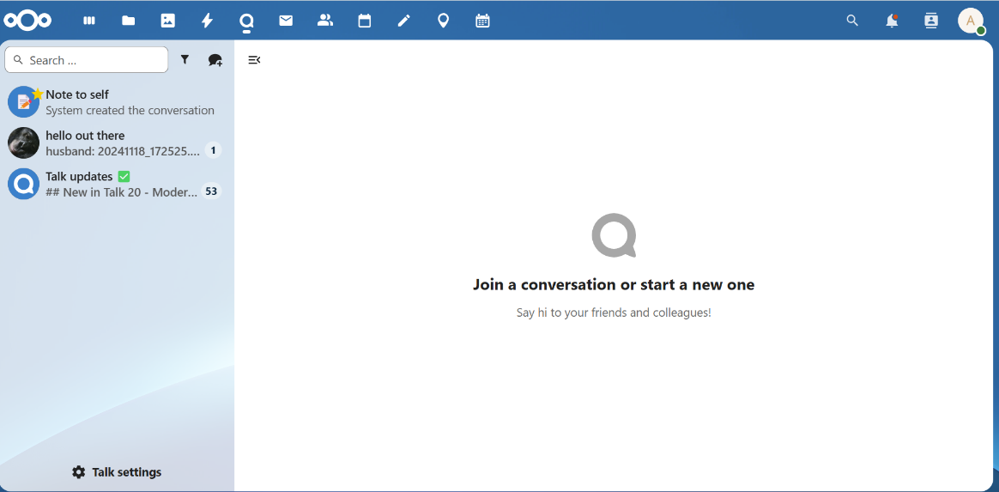 A
Search ...
Note to self
System created the conversation
hello out there
husband: 20241118_172525....
1
Talk updates ✅
## New in Talk 20 - Moder...
53
Join a conversation or start a new one
Say hi to your friends and colleagues!
Talk settings